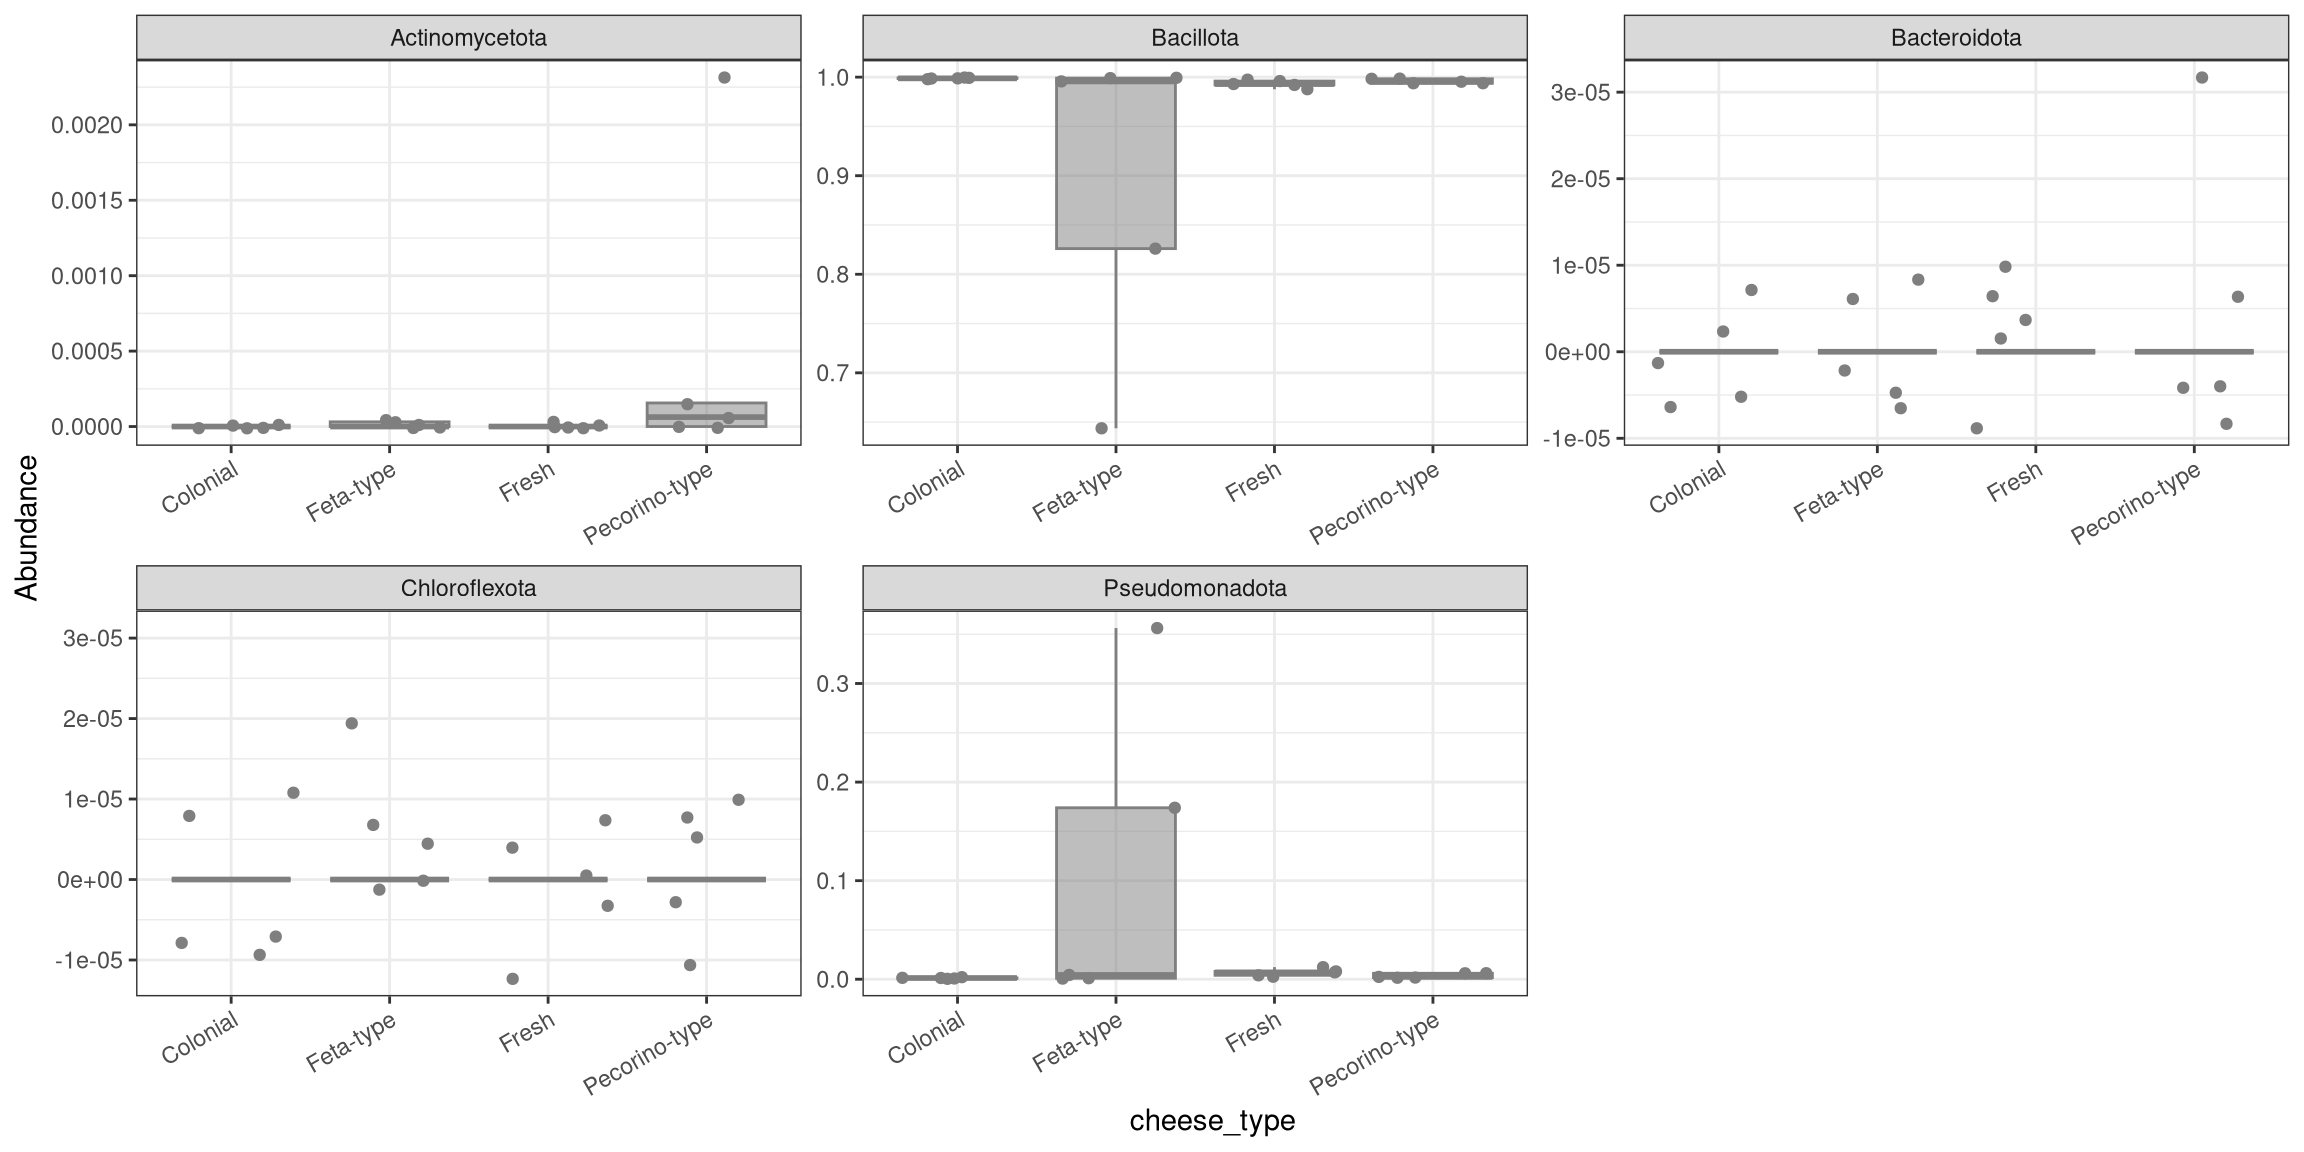 Actinomycetota
Bacillota
Bacteroidota
0.0020
0.0015
0.0010
0.0005
0.0000
1.0
0.9
0.8
0.7
3e-05
2e-05
1e-05
0e+00
-1e-05
Colonial
Feta-type
Fresh
Pecorino-type
Colonial
Feta-type
Fresh
Pecorino-type
Colonial
Feta-type
Fresh
Pecorino-type
Abundance
Chloroflexota
Pseudomonadota
3e-05
2e-05
1e-05
0e+00
-1e-05
0.3
0.2
0.1
0.0
Colonial
Feta-type
Fresh
Pecorino-type
Colonial
Feta-type
Fresh
Pecorino-type
cheese_type